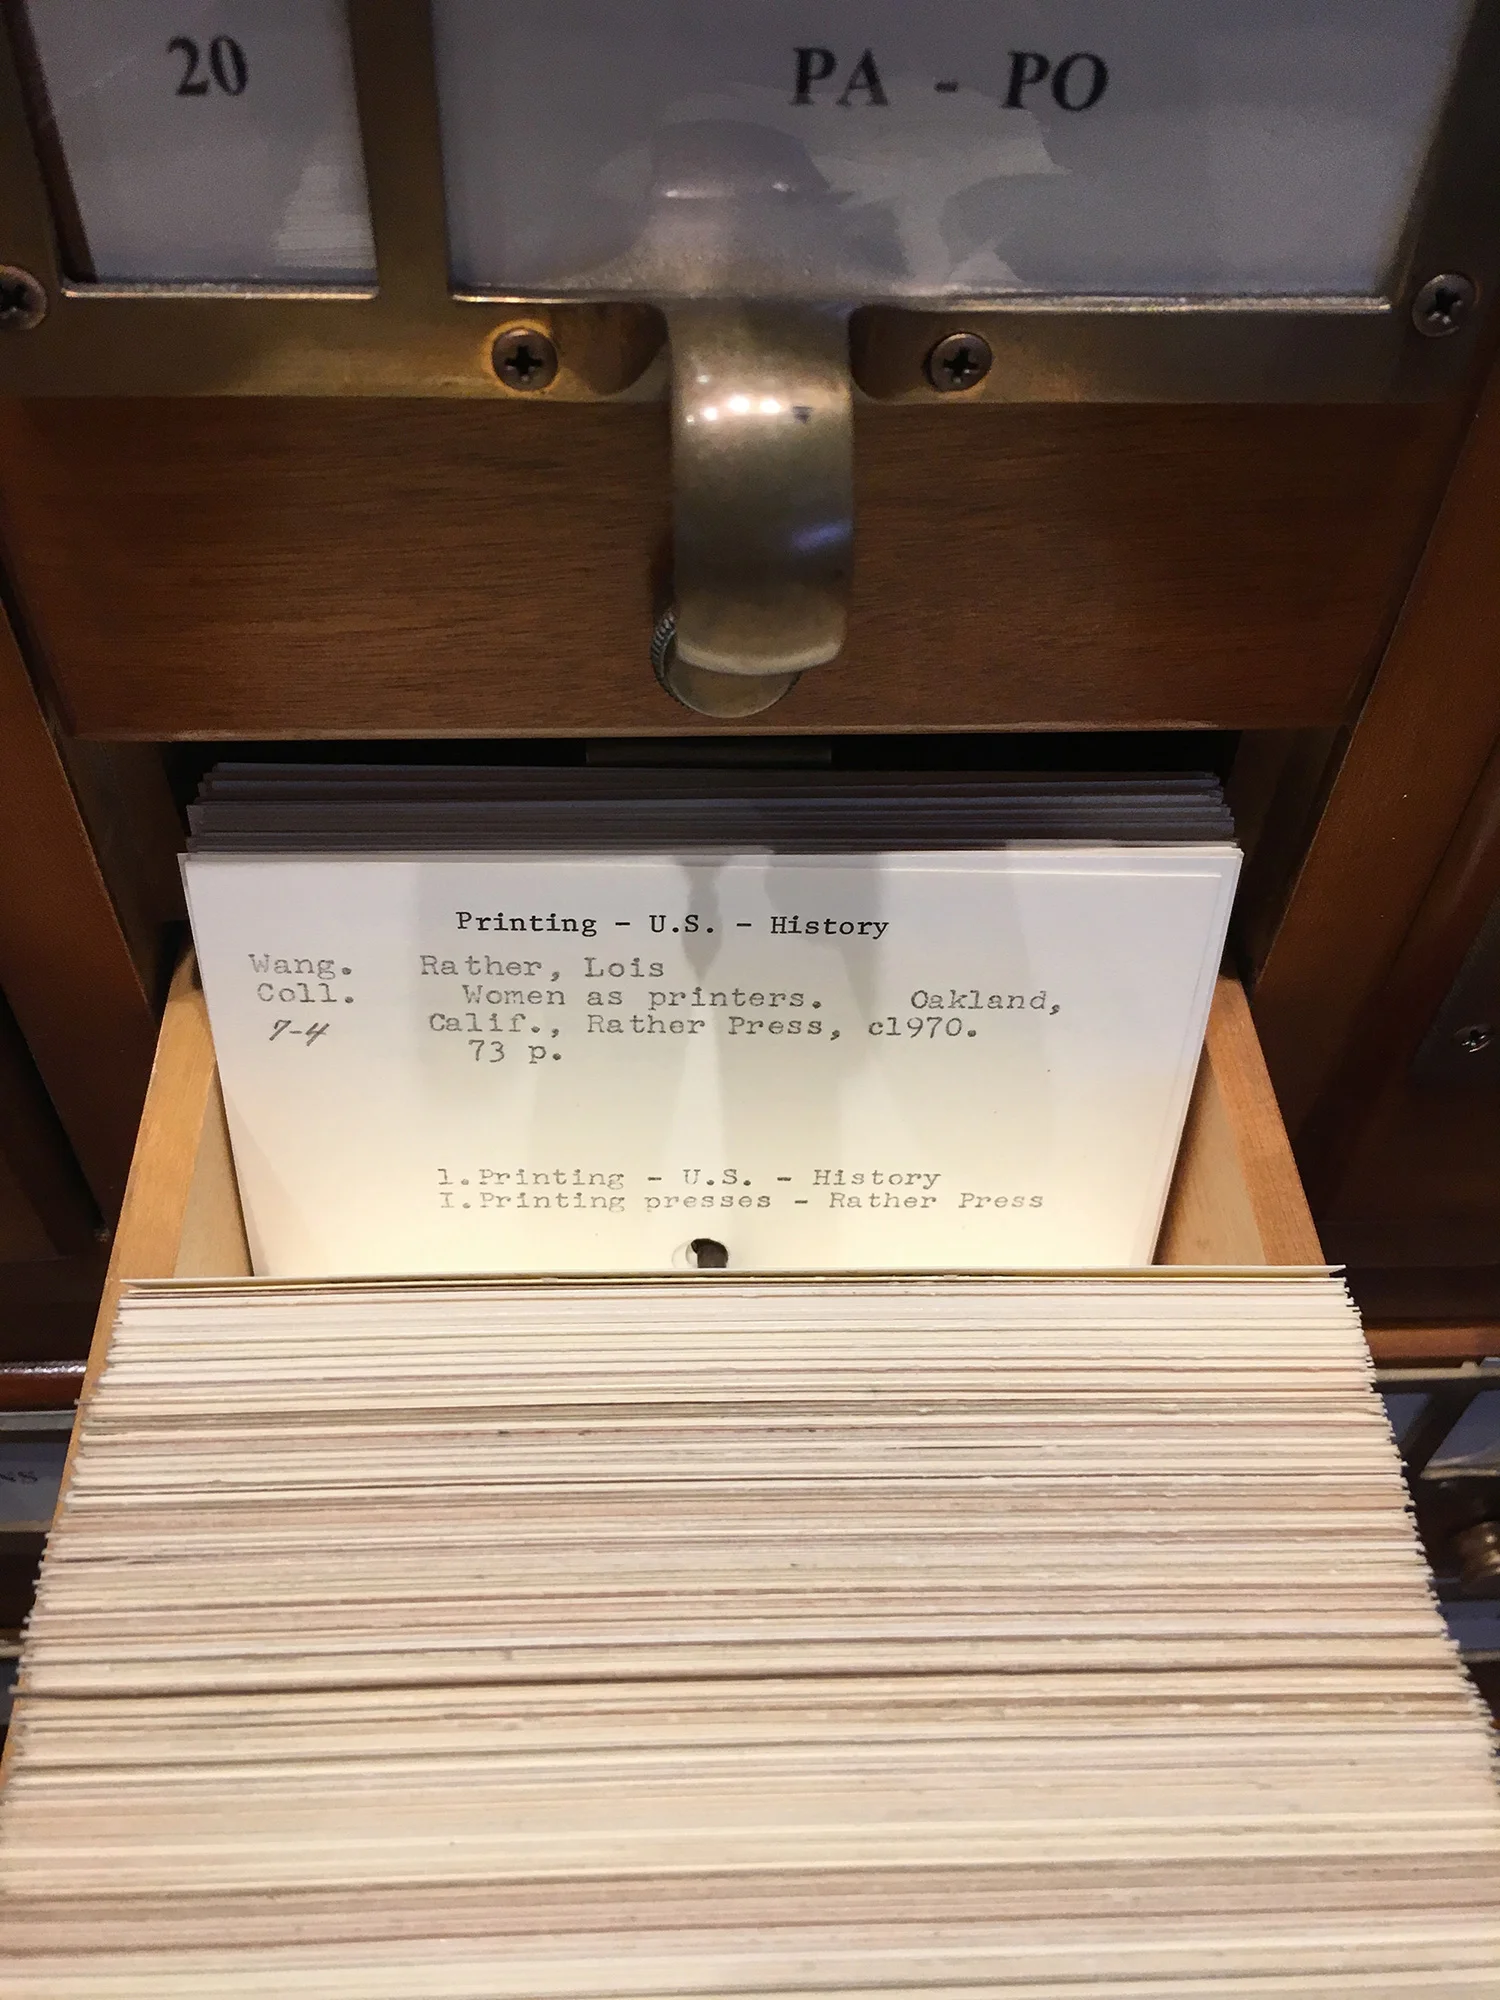 20
PA - PO
Printing - U.S. - History
Wang. Rather, Lois
Coll. Women as printers. Oakland,
7-4 Calif., Rather Press, c1970.
73 p.
1.Printing - U.S. - History
I.Printing presses - Rather Press